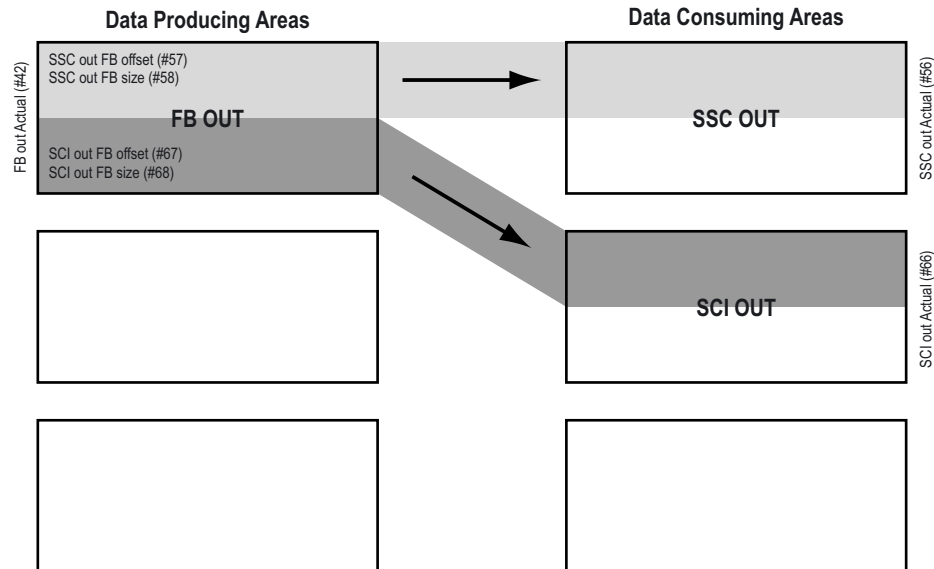 Data Producing Areas
Data Consuming Areas
FB out Actual (#42)
SSC out FB offset (#57)
SSC out FB size (#58)
FB OUT
SCI out FB offset (#67)
SCI out FB size (#68)
SSC OUT
SSC out Actual (#56)
SCI OUT
SCI out Actual (#66)